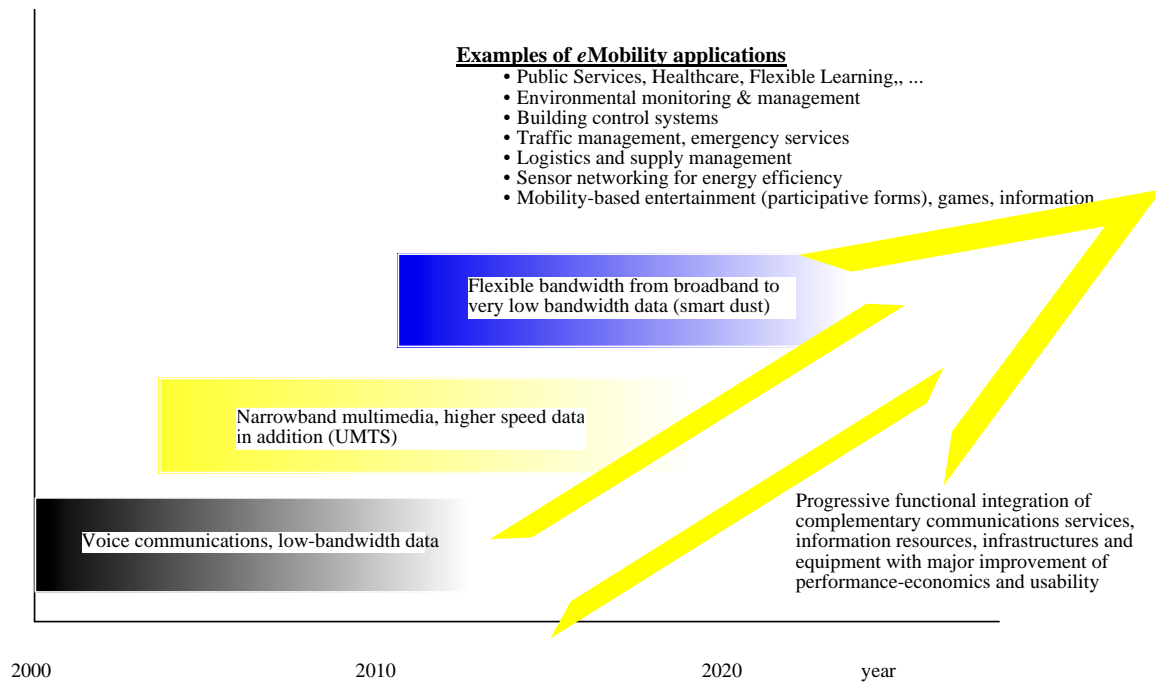 Examples of eMobility applications
• Public Services, Healthcare, Flexible Learning,, ...
• Environmental monitoring & management
• Building control systems
• Traffic management, emergency services
• Logistics and supply management
• Sensor networking for energy efficiency
• Mobility-based entertainment (participative forms), games, information
Flexible bandwidth from broadband to
very low bandwidth data (smart dust)
Narrowband multimedia, higher speed data
in addition (UMTS)
Voice communications, low-bandwidth data
Progressive functional integration of
complementary communications services,
information resources, infrastructures and
equipment with major improvement of
performance-economics and usability
2000 2010 2020 year